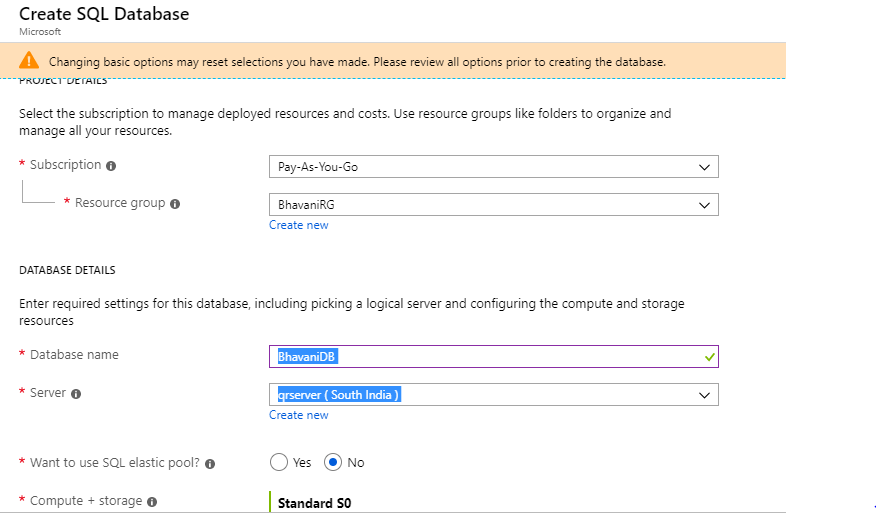 Create SQL Database
Microsoft
Changing basic options may reset selections you have made. Please review all options prior to creating the database.
PROJECT DETAILS
Select the subscription to manage deployed resources and costs. Use resource groups like folders to organize and
manage all your resources.
* Subscription
Pay-As-You-Go
* Resource group
BhavaniRG
Create new
DATABASE DETAILS
Enter required settings for this database, including picking a logical server and configuring the compute and storage
resources
* Database name
BhavaniDB
* Server
qrserver ( South India )
Create new
* Want to use SQL elastic pool?
Yes No
* Compute + storage
Standard S0